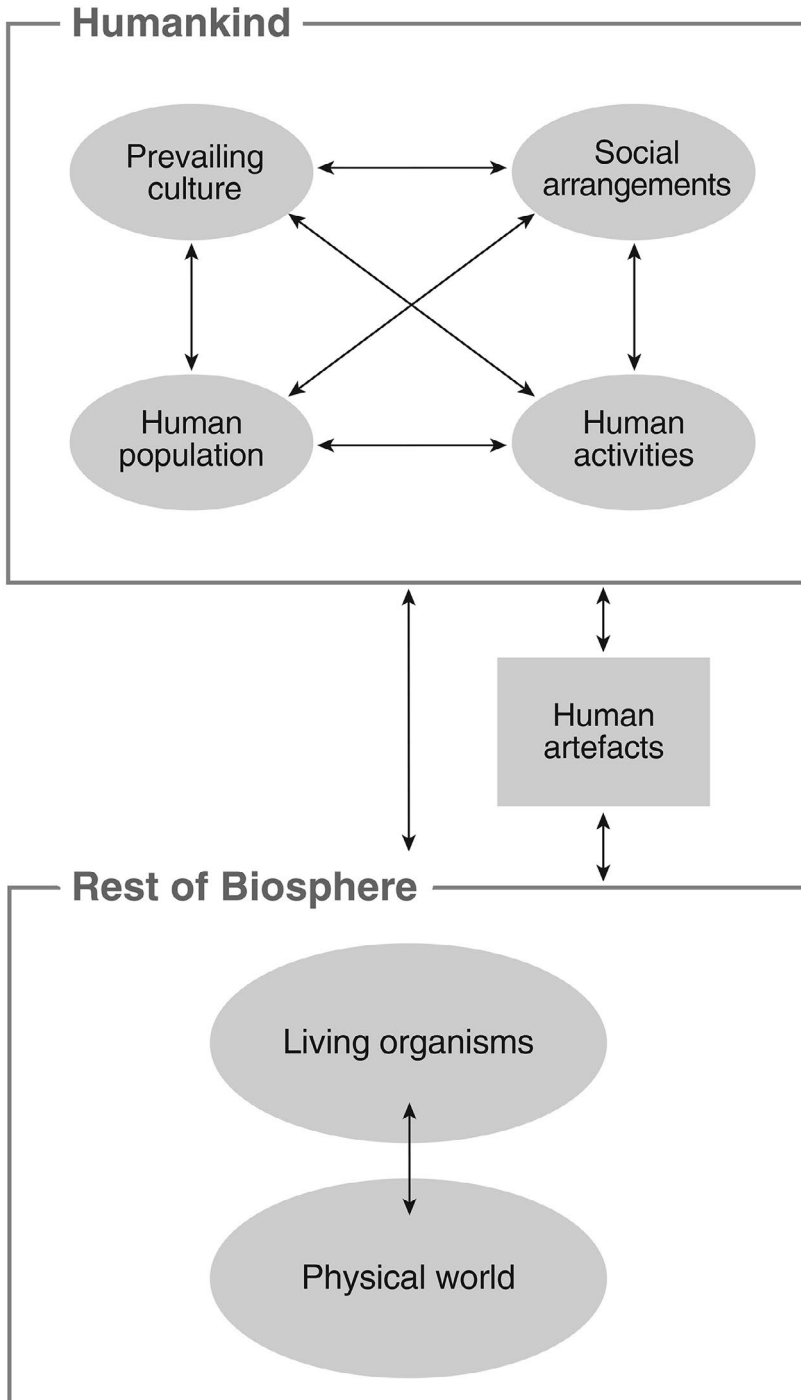 Humankind
Prevailing
culture
Social
arrangements
Human
population
Human
activities
Human
artefacts
Rest of Biosphere
Living organisms
Physical world